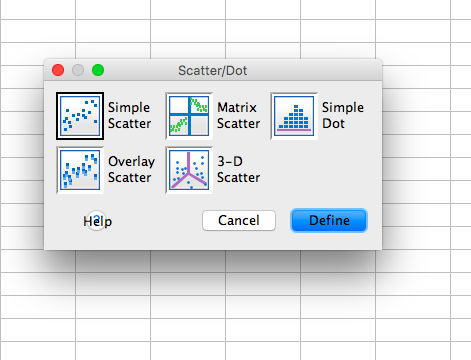 Scatter/Dot
Simple
Scatter
Matrix
Scatter
Simple
Dot
Overlay
Scatter
3-D
Scatter
Help
Cancel
Define